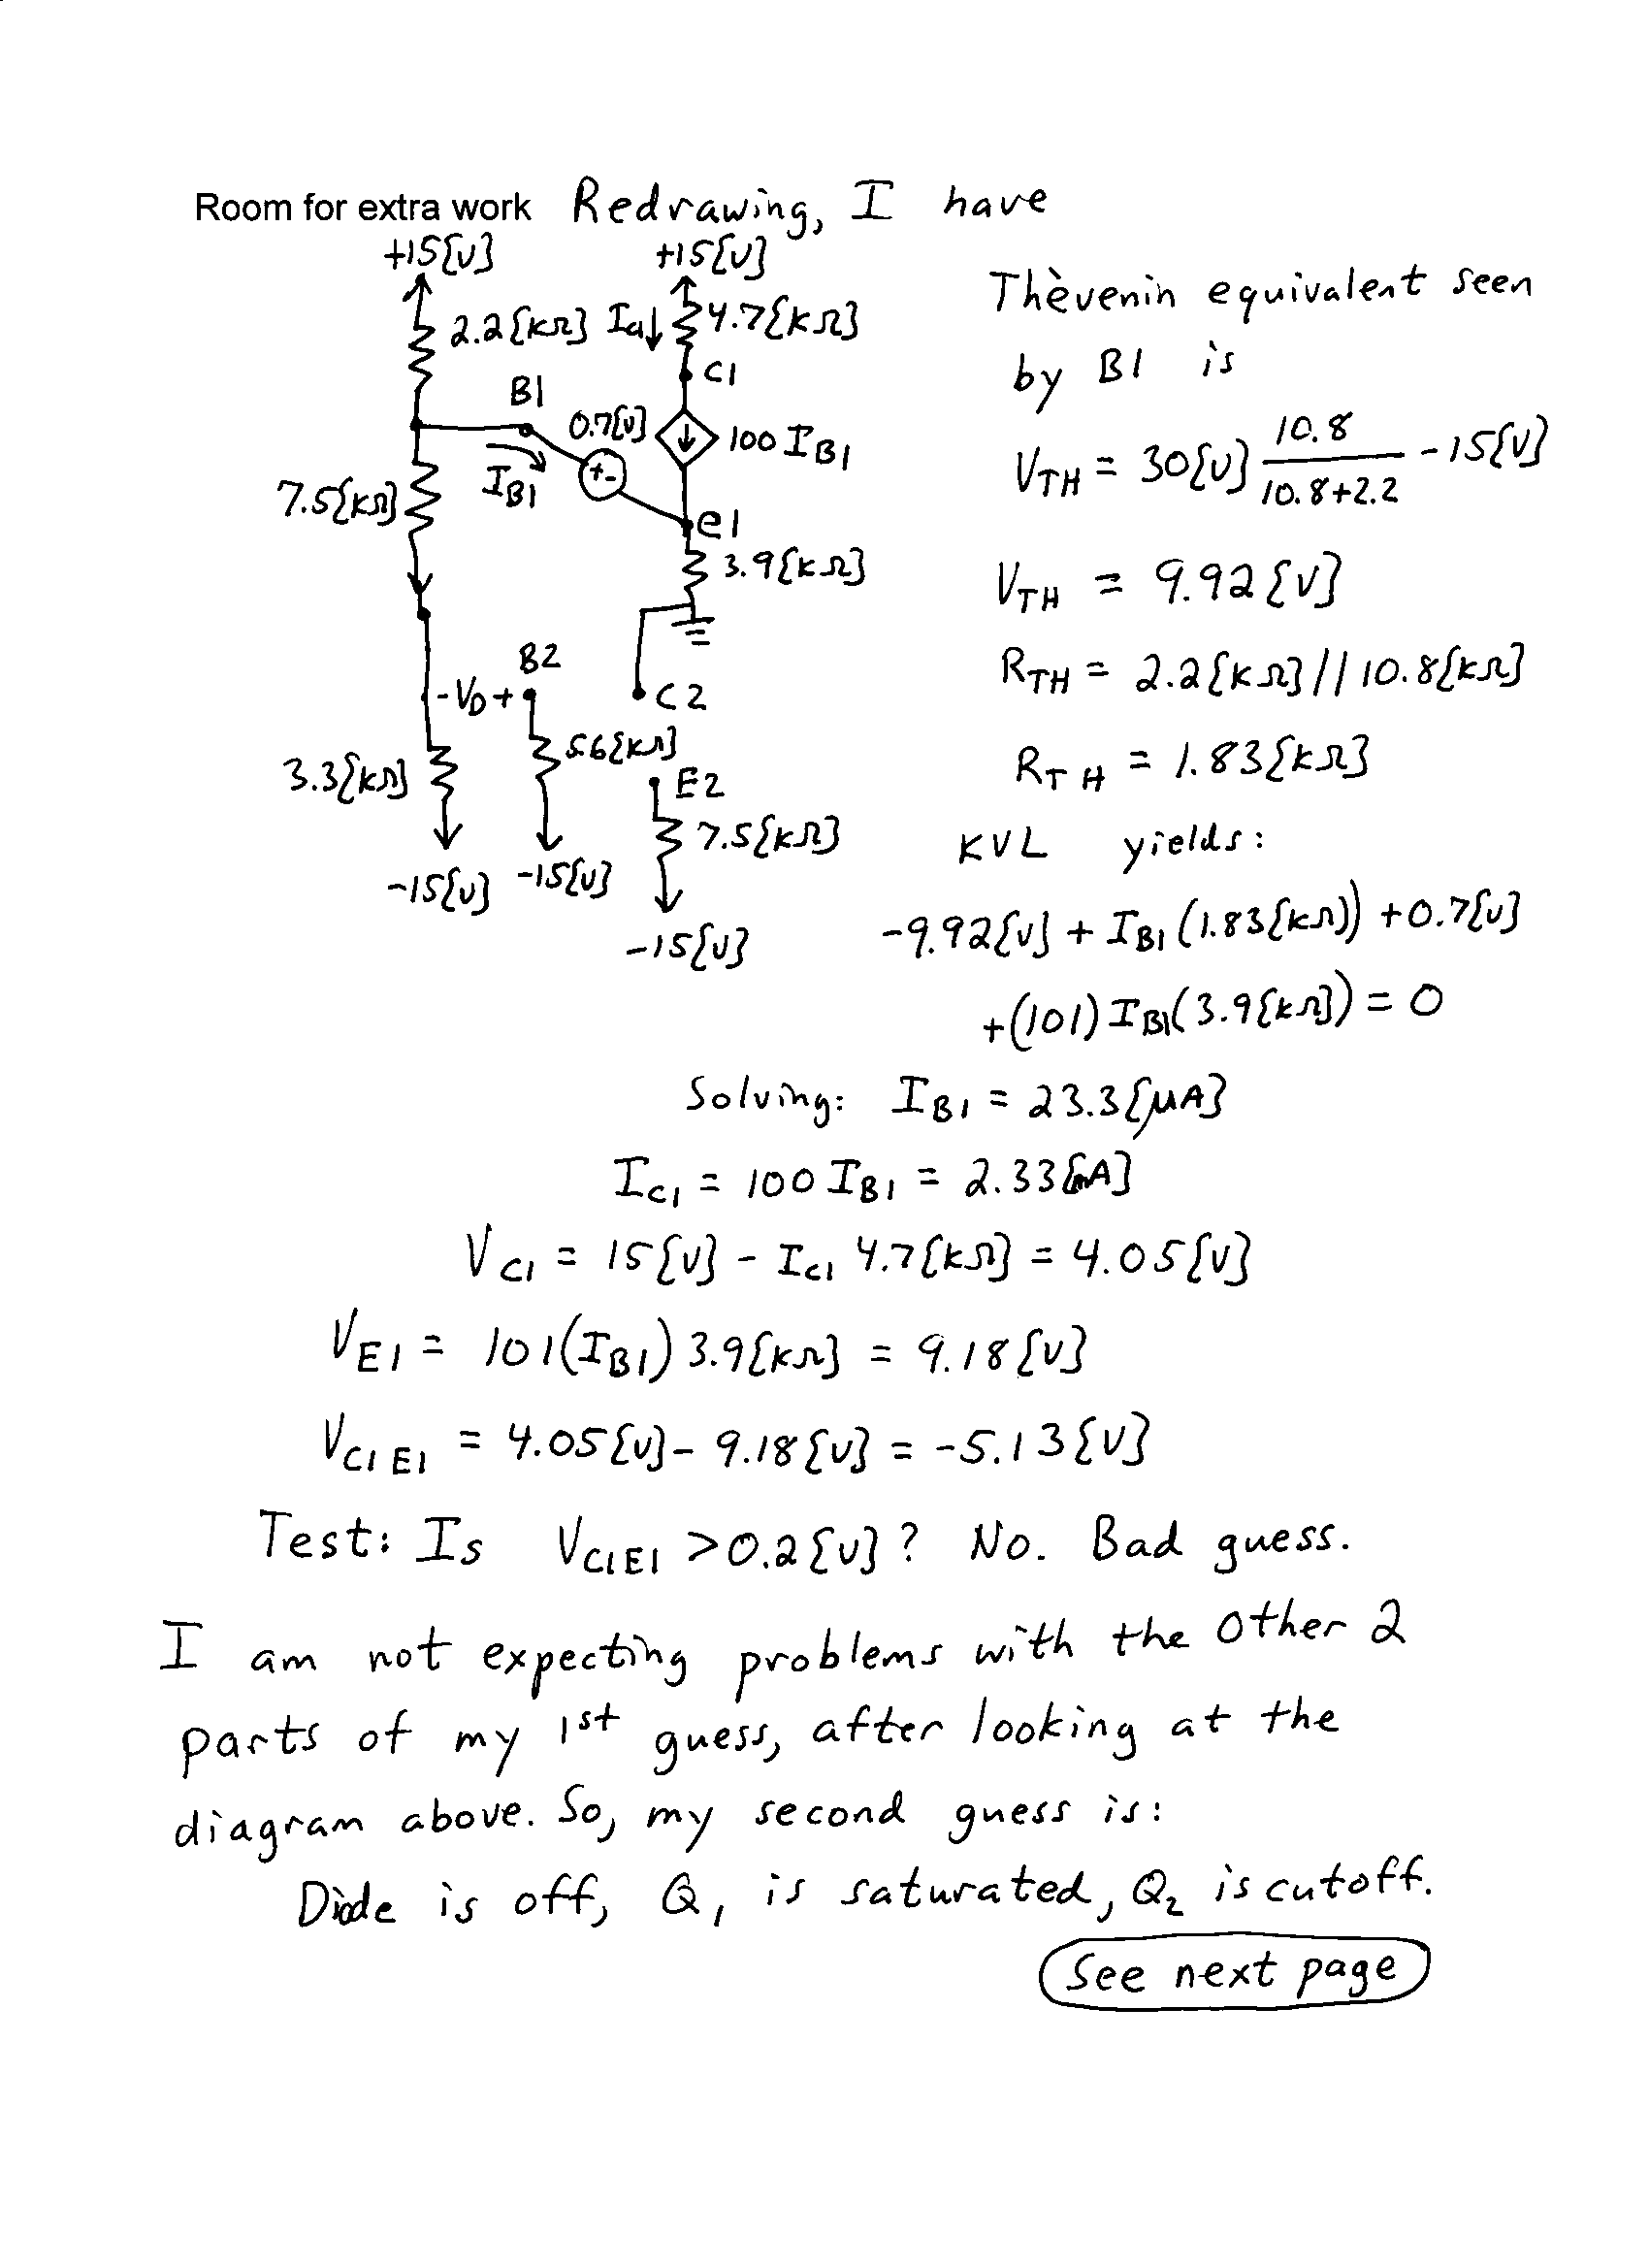 Room for extra work Redrawing, I have
+15[V] +15[V]
2.2[kΩ] IC1↓ 4.7[kΩ]
C1
B1
0.7[V] 100 IB1
IB1
7.5[kΩ]
e1
3.9[kΩ]
B2
- VD + C2
5.6[kΩ]
3.3[kΩ] E2
7.5[kΩ]
-15[V] -15[V]
-15[V]
Thèvenin equivalent seen
by B1 is
VTH = 30[V] 10.8/(10.8+2.2) - 15[V]
VTH = 9.92[V]
RTH = 2.2[kΩ]//10.8[kΩ]
RTH = 1.83[kΩ]
KVL yields:
-9.92[V] + IB1(1.83[kΩ]) + 0.7[V]
+(101) IB1(3.9[kΩ]) = 0
Solving: IB1 = 23.3[μA]
IC1 = 100 IB1 = 2.33[mA]
VC1 = 15[V] - IC1 4.7[kΩ] = 4.05[V]
VE1 = 101(IB1) 3.9[kΩ] = 9.18[V]
VC1E1 = 4.05[V] - 9.18[V] = -5.13[V]
Test: Is VC1E1 > 0.2[V]? No. Bad guess.
I am not expecting problems with the other 2
parts of my 1st guess, after looking at the
diagram above. So, my second guess is:
Diode is off, Q1 is saturated, Q2 is cutoff.
See next page